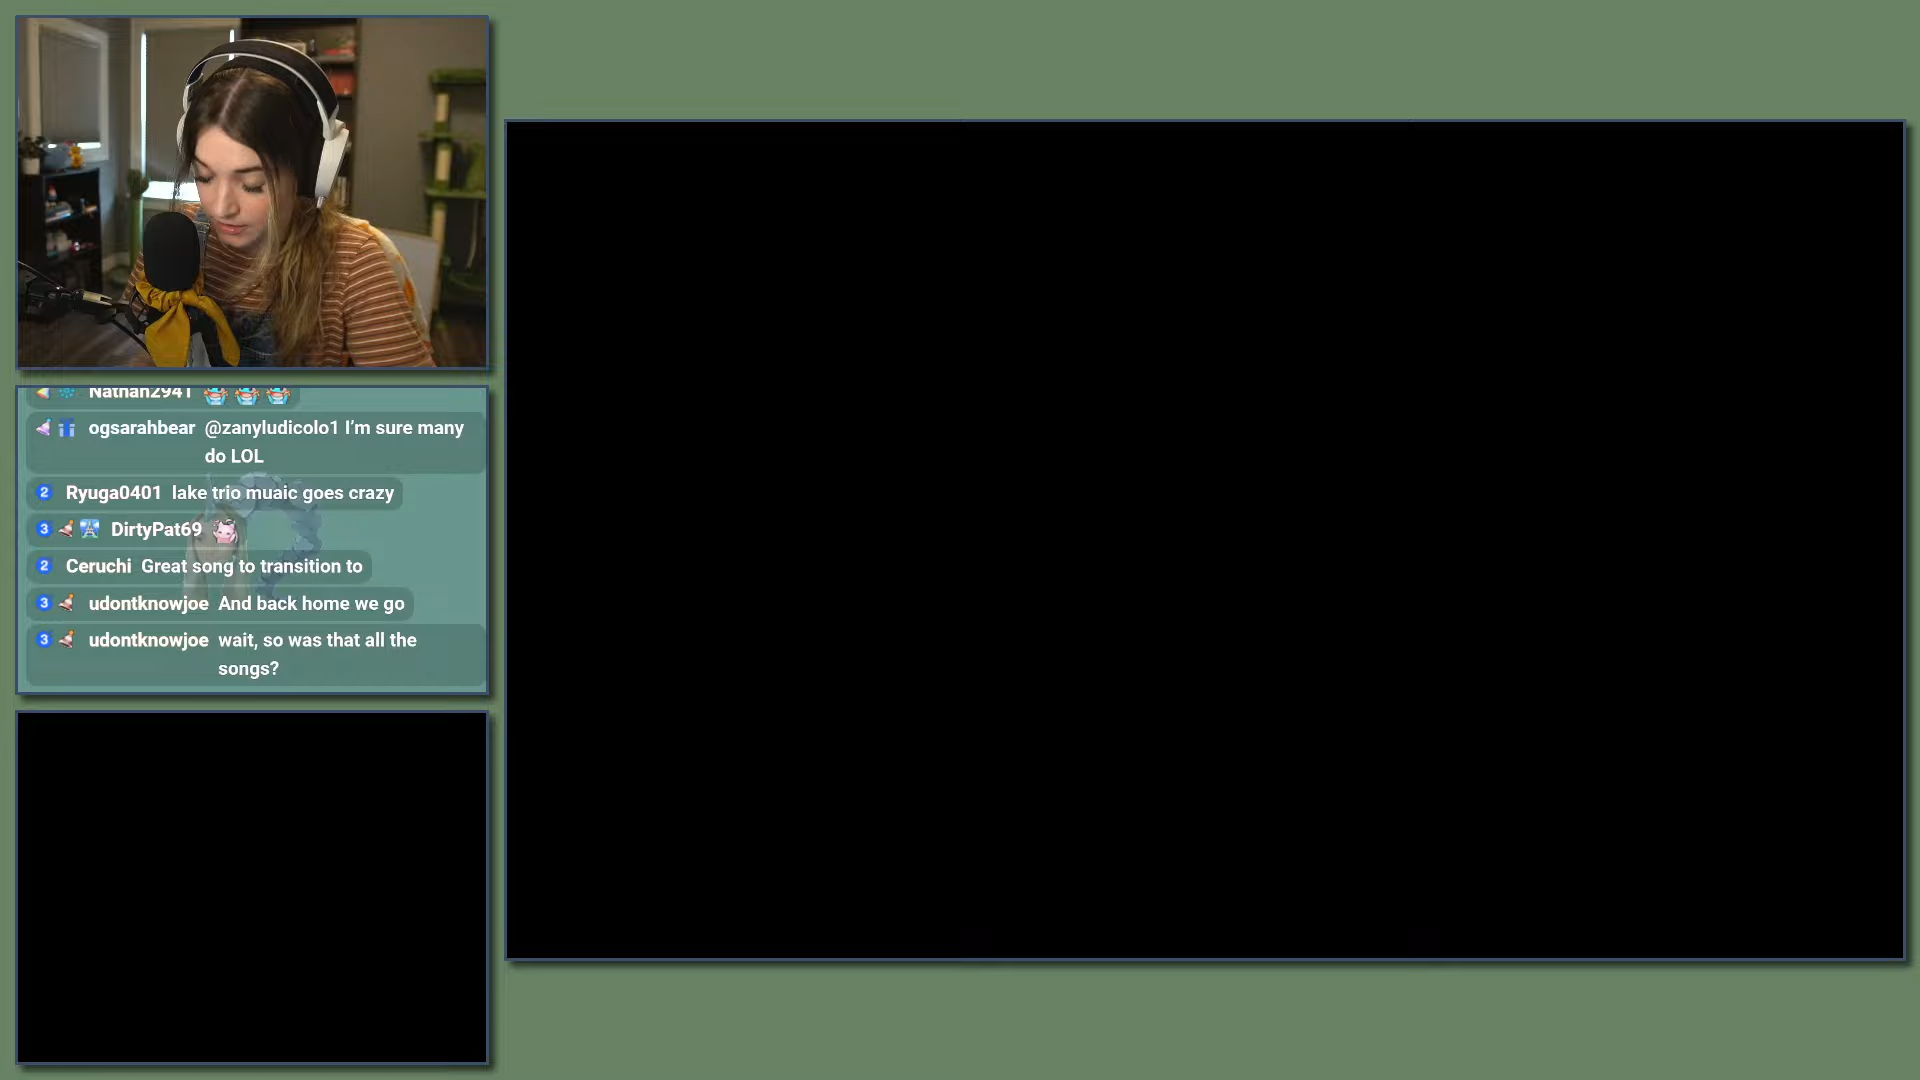 Nathan2941
ogsarahbear @zanyludicolo1 I’m sure many
do LOL
2 Ryuga0401 lake trio muaic goes crazy
3 DirtyPat69
2 Ceruchi Great song to transition to
3 udontknowjoe And back home we go
3 udontknowjoe wait, so was that all the
songs?